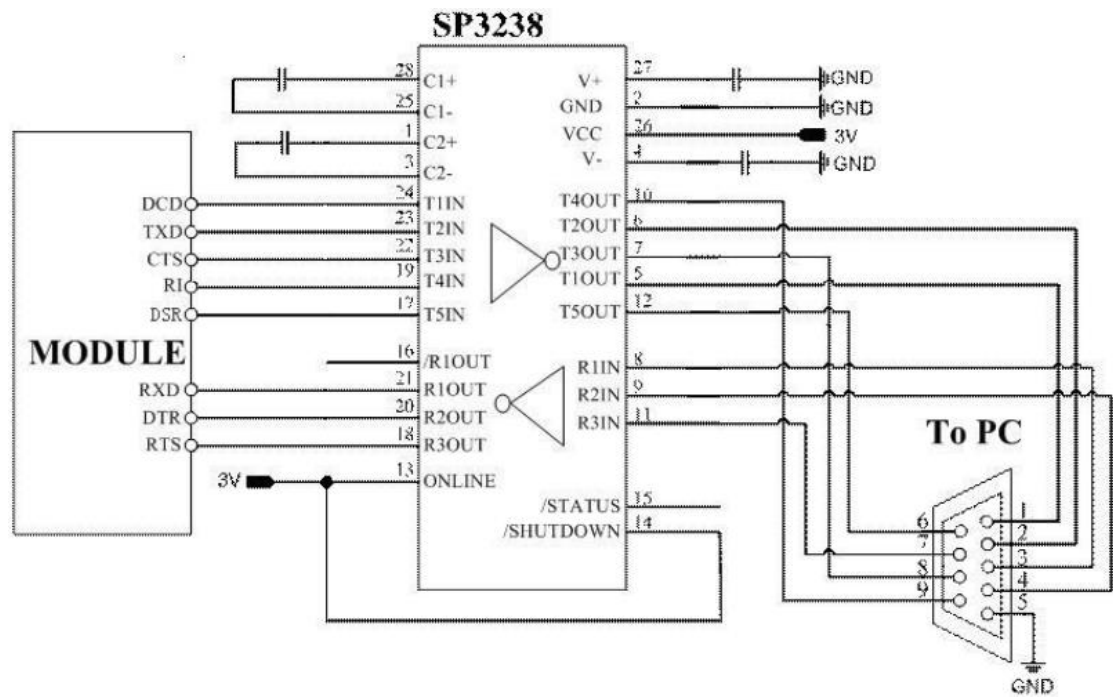 SP3238
28
C1+
25
C1-
1
C2+
3
C2-
24
DCD
T1IN
23
TXD
T2IN
22
CTS
T3IN
19
RI
T4IN
17
DSR
T5IN
MODULE
16
/R1OUT
21
RXD
R1OUT
20
DTR
R2OUT
18
RTS
R3OUT
3V
13
ONLINE
V+
27
GND
GND
2
GND
VCC
26
3V
V-
4
GND
T4OUT
10
T2OUT
6
T3OUT
7
T1OUT
5
T5OUT
12
R1IN
8
R2IN
9
R3IN
11
/STATUS
15
/SHUTDOWN
14
To PC
6
1
7
2
8
3
9
4
5
GND